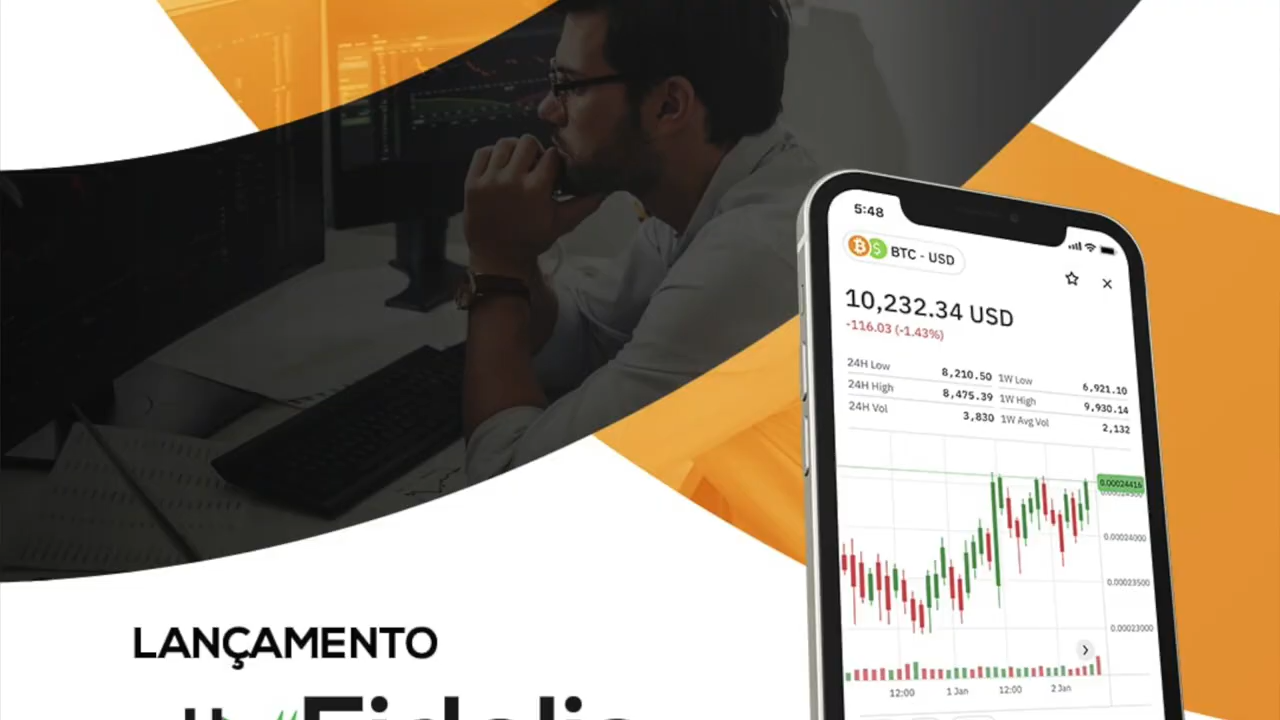 5:48
BTC - USD
10,232.34 USD
-116.03 (-1.43%)
24H Low 8,210.50 1W Low 6,921.10
24H High 8,475.39 1W High 9,930.14
24H Vol 3,830 1W Avg Vol 2,132
0.00024416
0.00024000
0.00023500
0.00023000
12:00 1 Jan 12:00 2 Jan
LANÇAMENTO
Fidelis